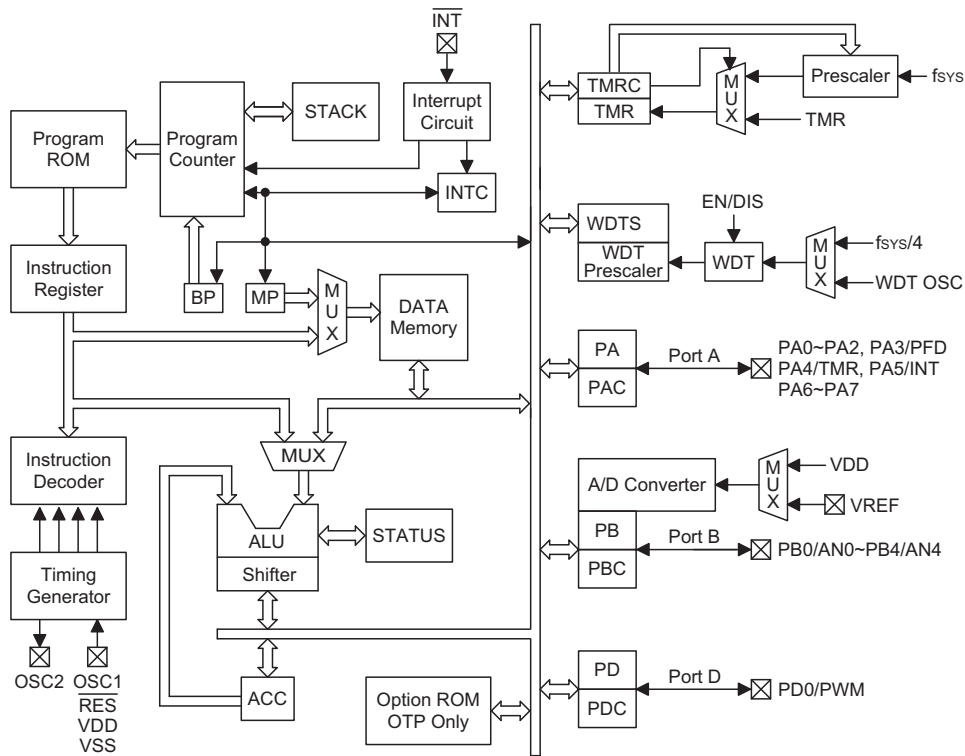 INT
STACK
Interrupt
Circuit
Program
ROM
Program
Counter
INTC
Instruction
Register
BP
MP
MUX
DATA
Memory
MUX
Instruction
Decoder
ALU
Shifter
STATUS
Timing
Generator
OSC2
OSC1
RES
VDD
VSS
ACC
Option ROM
OTP Only
TMRC
TMR
MUX
Prescaler
fSYS
TMR
EN/DIS
WDTS
WDT
Prescaler
WDT
MUX
fSYS/4
WDT OSC
PA
PAC
Port A
PA0~PA2, PA3/PFD
PA4/TMR, PA5/INT
PA6~PA7
A/D Converter
MUX
VDD
VREF
PB
PBC
Port B
PB0/AN0~PB4/AN4
PD
PDC
Port D
PD0/PWM